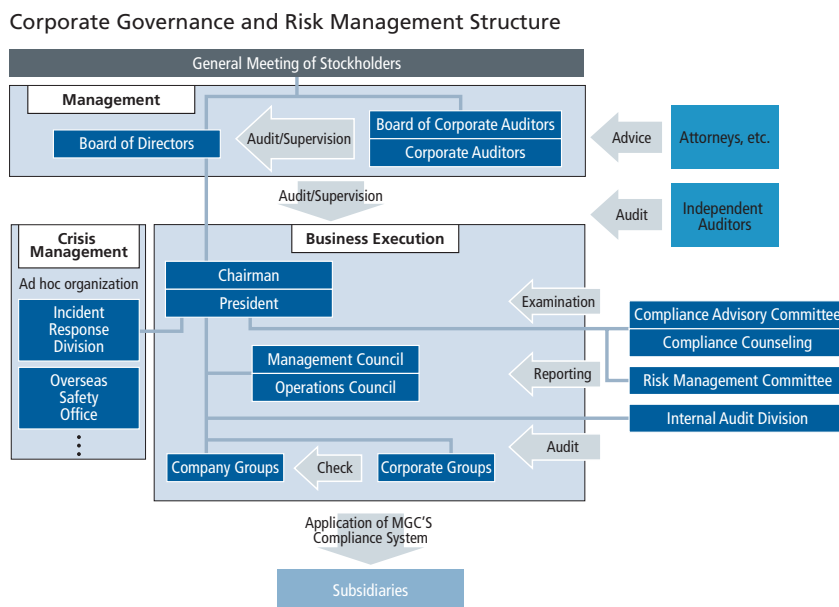 Corporate Governance and Risk Management Structure
General Meeting of Stockholders
Management
Board of Directors
Audit/Supervision
Board of Corporate Auditors
Corporate Auditors
Advice
Attorneys, etc.
Audit/Supervision
Audit
Independent
Auditors
Crisis
Management
Ad hoc organization
Incident
Response
Division
Overseas
Safety
Office
Business Execution
Chairman
President
Examination
Compliance Advisory Committee
Compliance Counseling
Management Council
Operations Council
Reporting
Risk Management Committee
Internal Audit Division
Audit
Company Groups
Check
Corporate Groups
Application of MGC'S
Compliance System
Subsidiaries